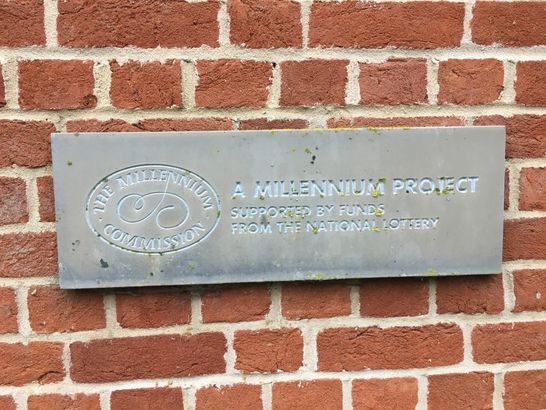 THE MILLENNIUM
COMMISSION
A MILLENNIUM PROJECT
SUPPORTED BY FUNDS
FROM THE NATIONAL LOTTERY